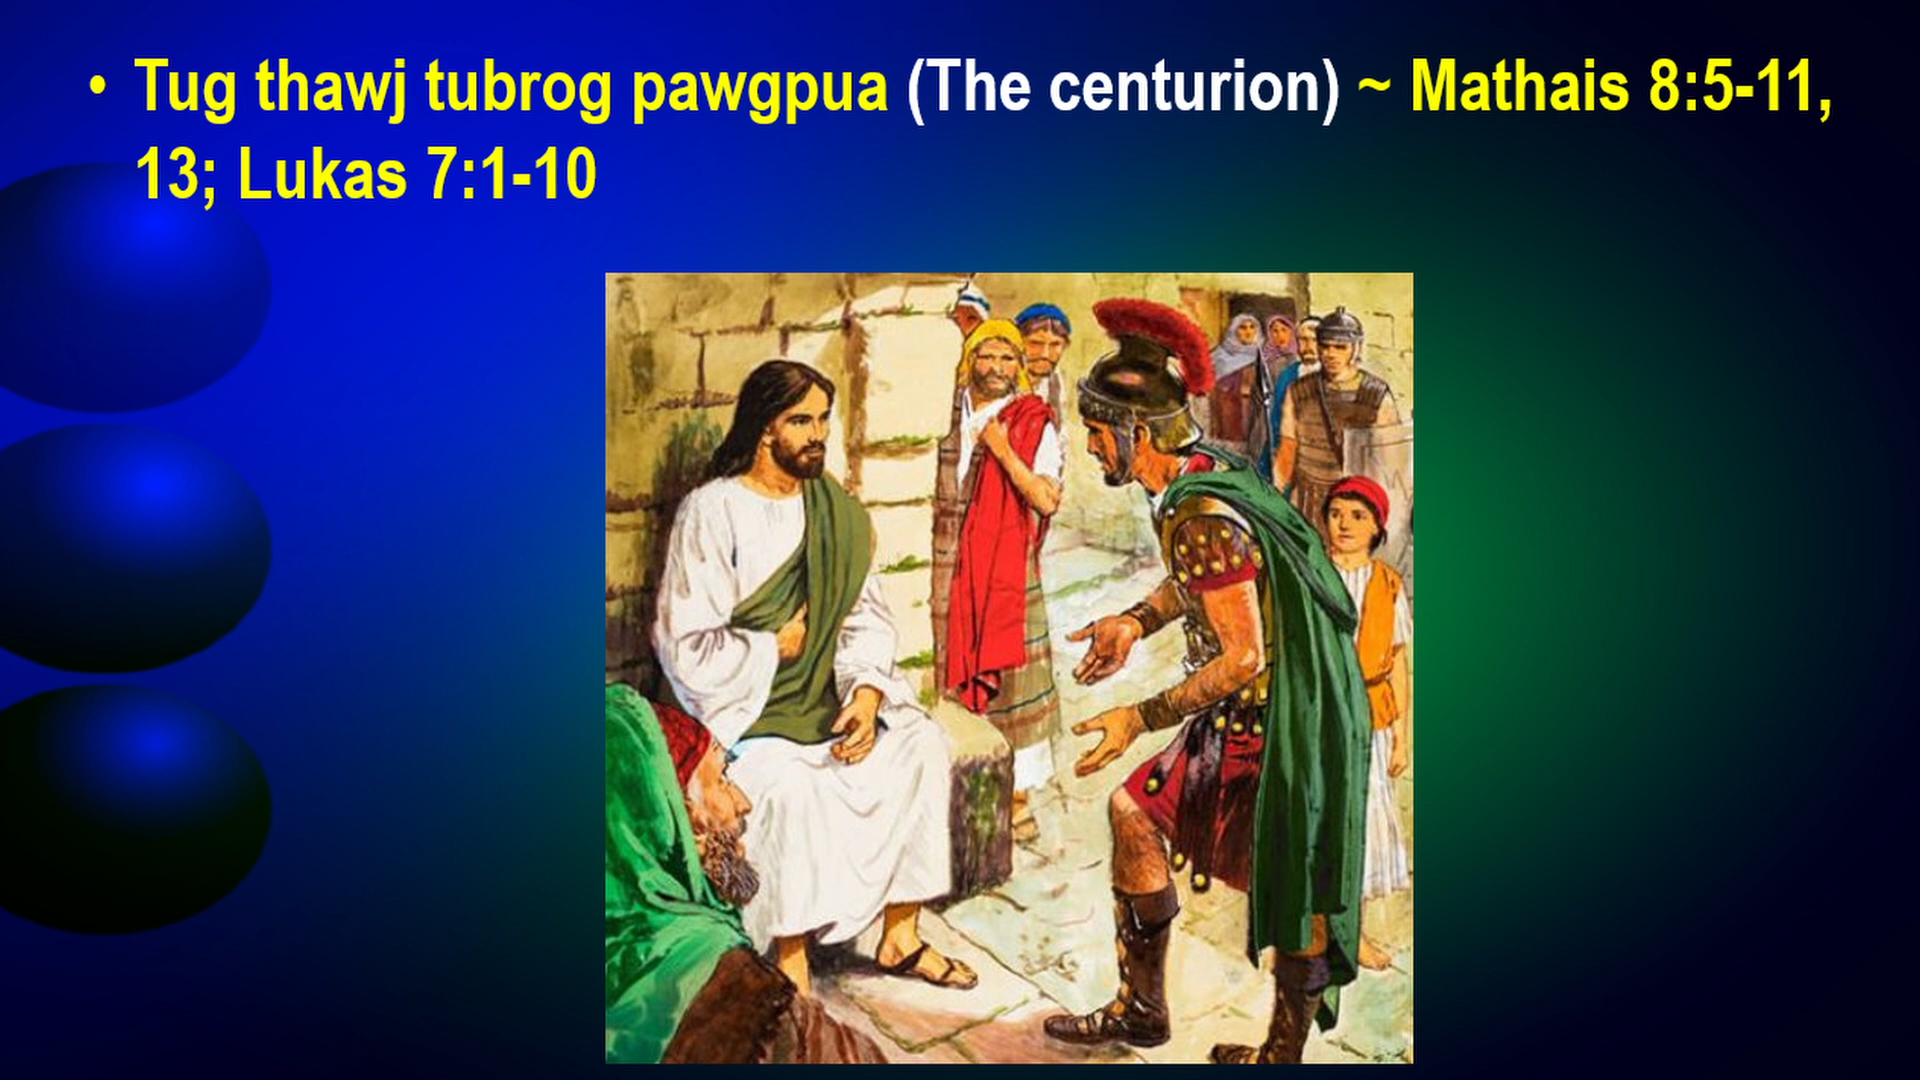 • Tug thawj tubrog pawgpua (The centurion) ~ Mathais 8:5-11,
13; Lukas 7:1-10